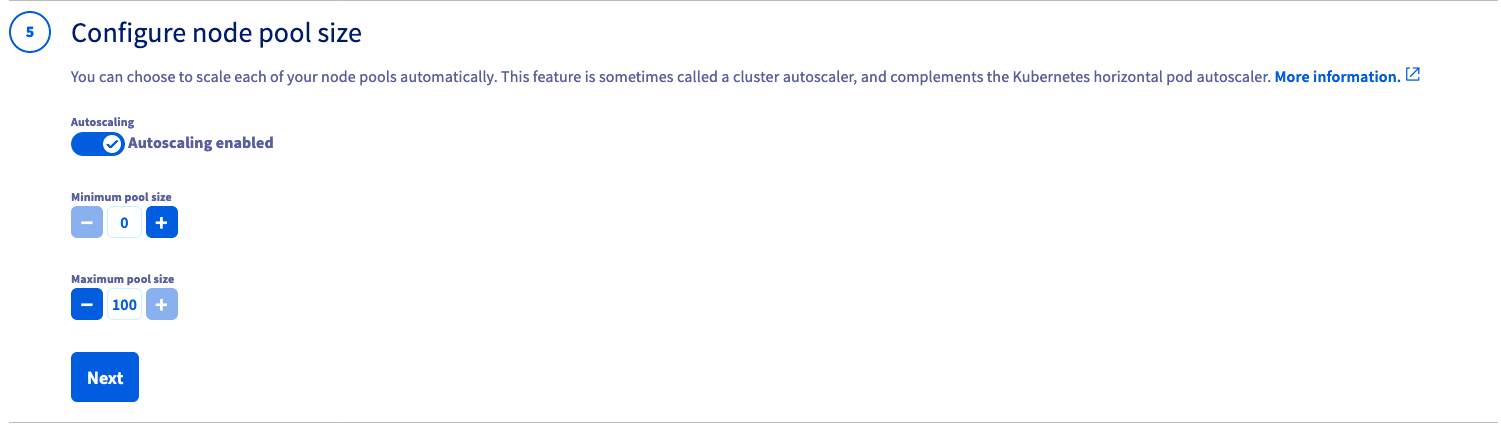 5
Configure node pool size
You can choose to scale each of your node pools automatically. This feature is sometimes called a cluster autoscaler, and complements the Kubernetes horizontal pod autoscaler. More information.
Autoscaling
Autoscaling enabled
Minimum pool size
− 0 +
Maximum pool size
− 100 +
Next